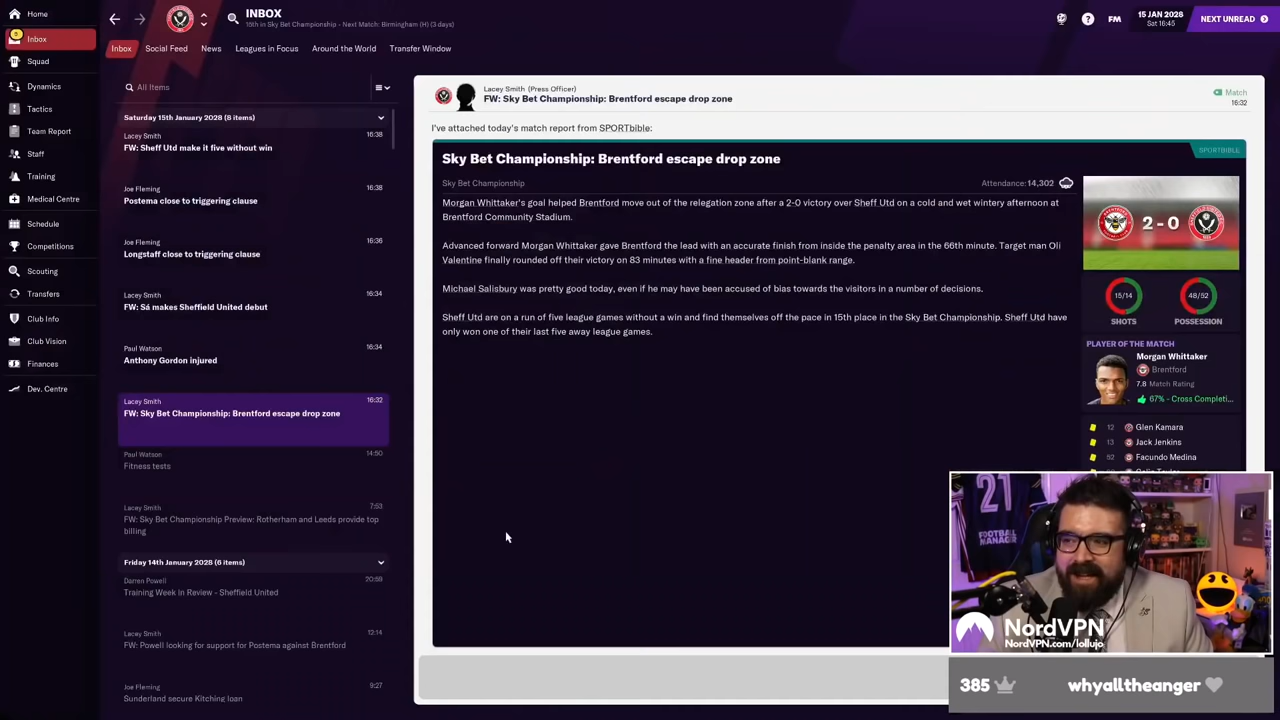 Home
Inbox
Squad
Dynamics
Tactics
Team Report
Staff
Training
Medical Centre
Schedule
Competitions
Scouting
Transfers
Club Info
Club Vision
Finances
Dev. Centre
INBOX
15th in Sky Bet Championship - Next Match: Birmingham (H) (3 days)
FM
15 JAN 2028
Sat 16:45
NEXT UNREAD
Inbox Social Feed News Leagues in Focus Around the World Transfer Window
All Items
Saturday 15th January 2028 (8 items)
Lacey Smith 16:38
FW: Sheff Utd make it five without win
Joe Fleming 16:38
Postema close to triggering clause
Joe Fleming 16:36
Longstaff close to triggering clause
Lacey Smith 16:34
FW: Sá makes Sheffield United debut
Paul Watson 16:34
Anthony Gordon injured
Lacey Smith 16:32
FW: Sky Bet Championship: Brentford escape drop zone
Paul Watson 14:50
Fitness tests
Lacey Smith 7:53
FW: Sky Bet Championship Preview: Rotherham and Leeds provide top
billing
Friday 14th January 2028 (6 items)
Darren Powell 20:59
Training Week in Review - Sheffield United
Lacey Smith 12:14
FW: Powell looking for support for Postema against Brentford
Joe Fleming 9:27
Sunderland secure Kitching loan
Lacey Smith (Press Officer)
FW: Sky Bet Championship: Brentford escape drop zone
Match
16:32
I've attached today's match report from SPORTbible:
SPORTBIBLE
Sky Bet Championship: Brentford escape drop zone
Sky Bet Championship Attendance: 14,302
Morgan Whittaker's goal helped Brentford move out of the relegation zone after a 2-0 victory over Sheff Utd on a cold and wet wintery afternoon at
Brentford Community Stadium.
Advanced forward Morgan Whittaker gave Brentford the lead with an accurate finish from inside the penalty area in the 66th minute. Target man Oli
Valentine finally rounded off their victory on 83 minutes with a fine header from point-blank range.
Michael Salisbury was pretty good today, even if he may have been accused of bias towards the visitors in a number of decisions.
Sheff Utd are on a run of five league games without a win and find themselves off the pace in 15th place in the Sky Bet Championship. Sheff Utd have
only won one of their last five away league games.
2 - 0
15/14 48/52
SHOTS POSSESSION
PLAYER OF THE MATCH
Morgan Whittaker
Brentford
7.8 Match Rating
67% - Cross Completi...
12 Glen Kamara
13 Jack Jenkins
52 Facundo Medina
21
FOOTBALL
MANAGER
NordVPN
NordVPN.com/lollujo
385 whyalltheanger